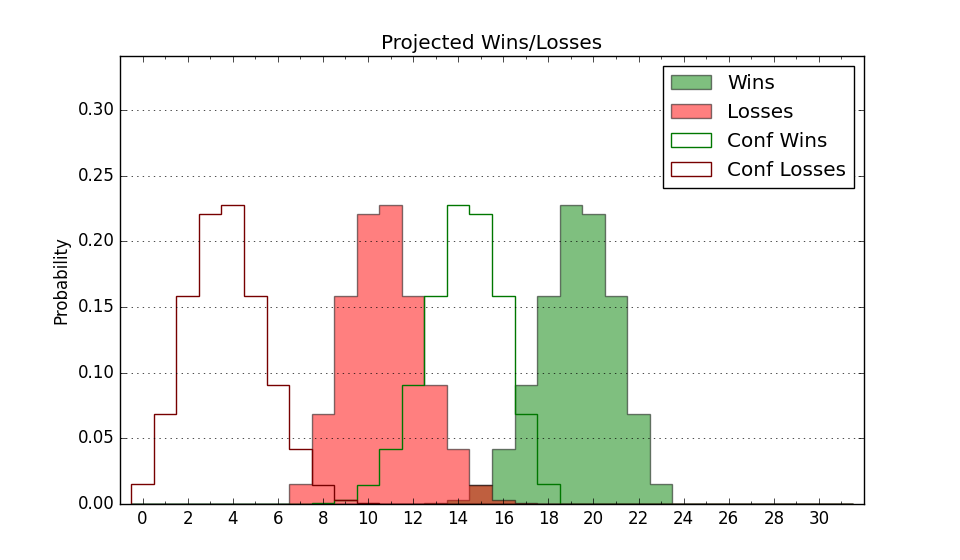 Projected Wins/Losses
Probability
0.30
0.25
0.20
0.15
0.10
0.05
0.00
0 2 4 6 8 10 12 14 16 18 20 22 24 26 28 30
Wins
Losses
Conf Wins
Conf Losses